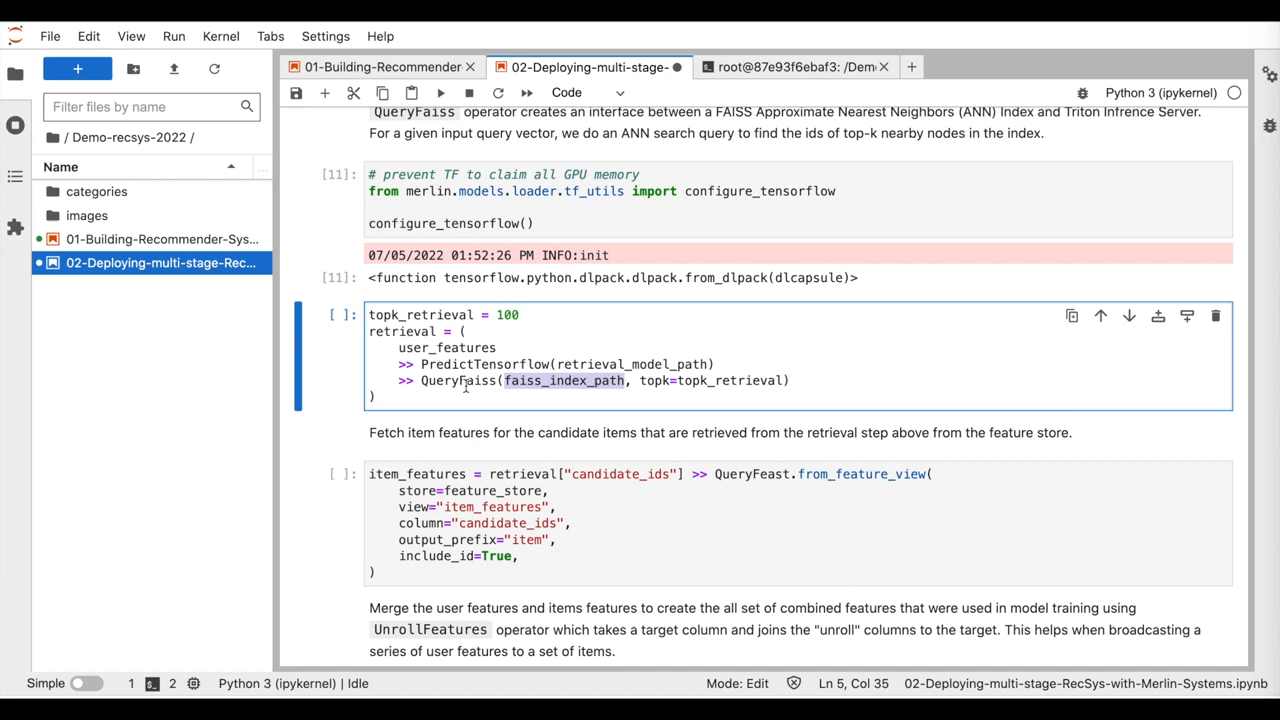 File Edit View Run Kernel Tabs Settings Help
+
Filter files by name
/ Demo-recsys-2022 /
Name
...
categories
images
01-Building-Recommender-Sys...
02-Deploying-multi-stage-Rec...
01-Building-Recommender
02-Deploying-multi-stage-
root@87e93f6ebaf3: /Dem
Code
Python 3 (ipykernel)
QueryFaiss operator creates an interface between a FAISS Approximate Nearest Neighbors (ANN) Index and Triton Infrence Server.
For a given input query vector, we do an ANN search query to find the ids of top-k nearby nodes in the index.
[11]: # prevent TF to claim all GPU memory
from merlin.models.loader.tf_utils import configure_tensorflow
configure_tensorflow()
07/05/2022 01:52:26 PM INFO:init
[11]: <function tensorflow.python.dlpack.dlpack.from_dlpack(dlcapsule)>
[ ]: topk_retrieval = 100
retrieval = (
user_features
>> PredictTensorflow(retrieval_model_path)
>> QueryFaiss(faiss_index_path, topk=topk_retrieval)
)
Fetch item features for the candidate items that are retrieved from the retrieval step above from the feature store.
[ ]: item_features = retrieval["candidate_ids"] >> QueryFeast.from_feature_view(
store=feature_store,
view="item_features",
column="candidate_ids",
output_prefix="item",
include_id=True,
)
Merge the user features and items features to create the all set of combined features that were used in model training using
UnrollFeatures operator which takes a target column and joins the "unroll" columns to the target. This helps when broadcasting a
series of user features to a set of items.
Simple 1 2 Python 3 (ipykernel) | Idle Mode: Edit Ln 5, Col 35 02-Deploying-multi-stage-RecSys-with-Merlin-Systems.ipynb